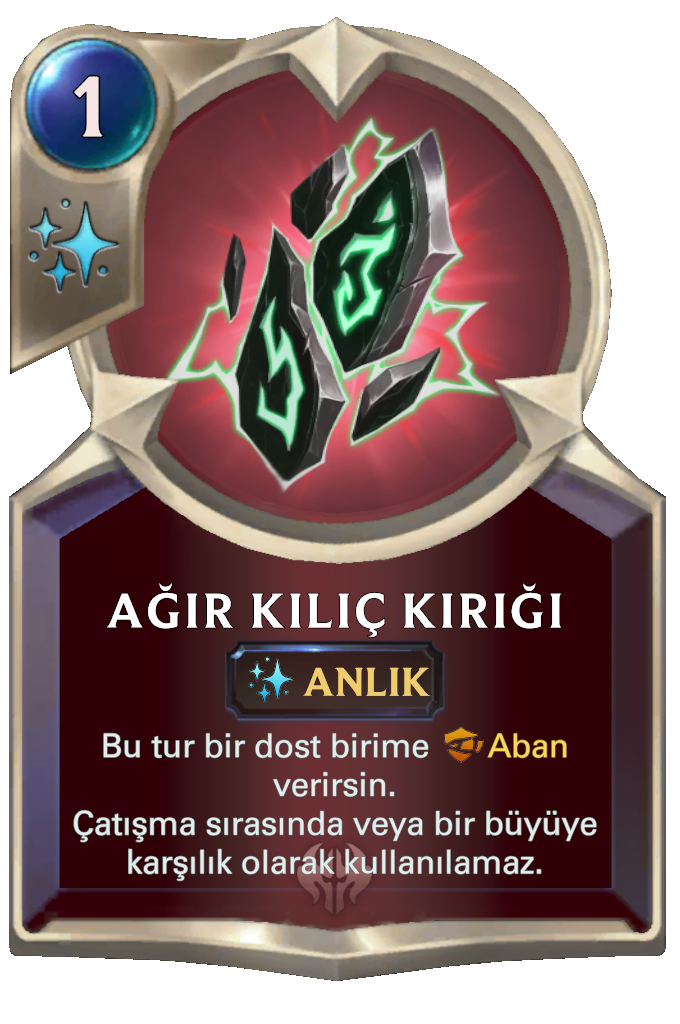 1
AĞIR KILIÇ KIRIĞI
ANLIK
Bu tur bir dost birime Aban
verirsin.
Çatışma sırasında veya bir büyüye
karşılık olarak kullanılamaz.